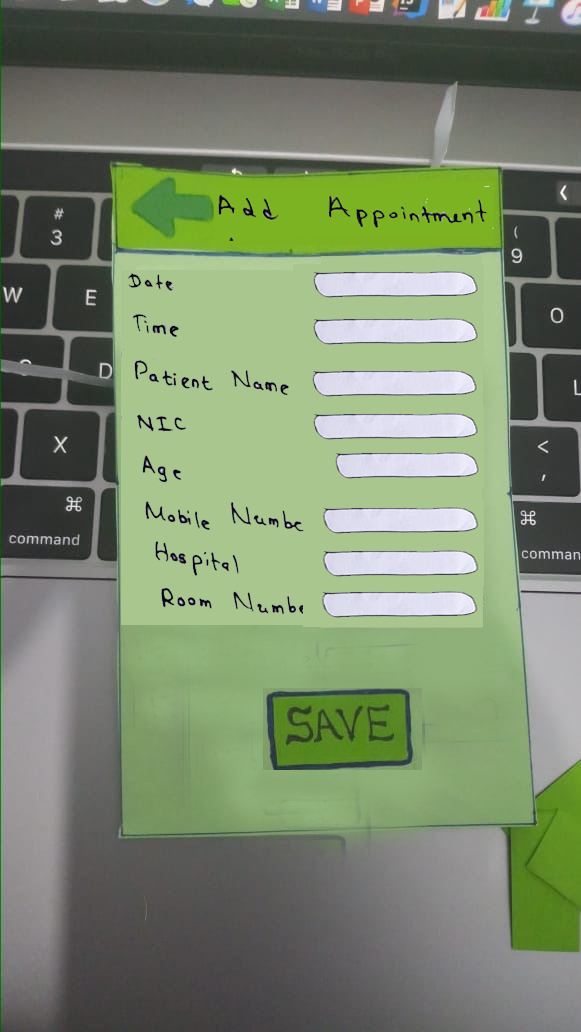 Add Appointment
Date
Time
Patient Name
NIC
Age
Mobile Numbe
Hospital
Room Numbe
SAVE
#
3
(
9
W
E
O
D
L
X
<
,
⌘
command
⌘
comman